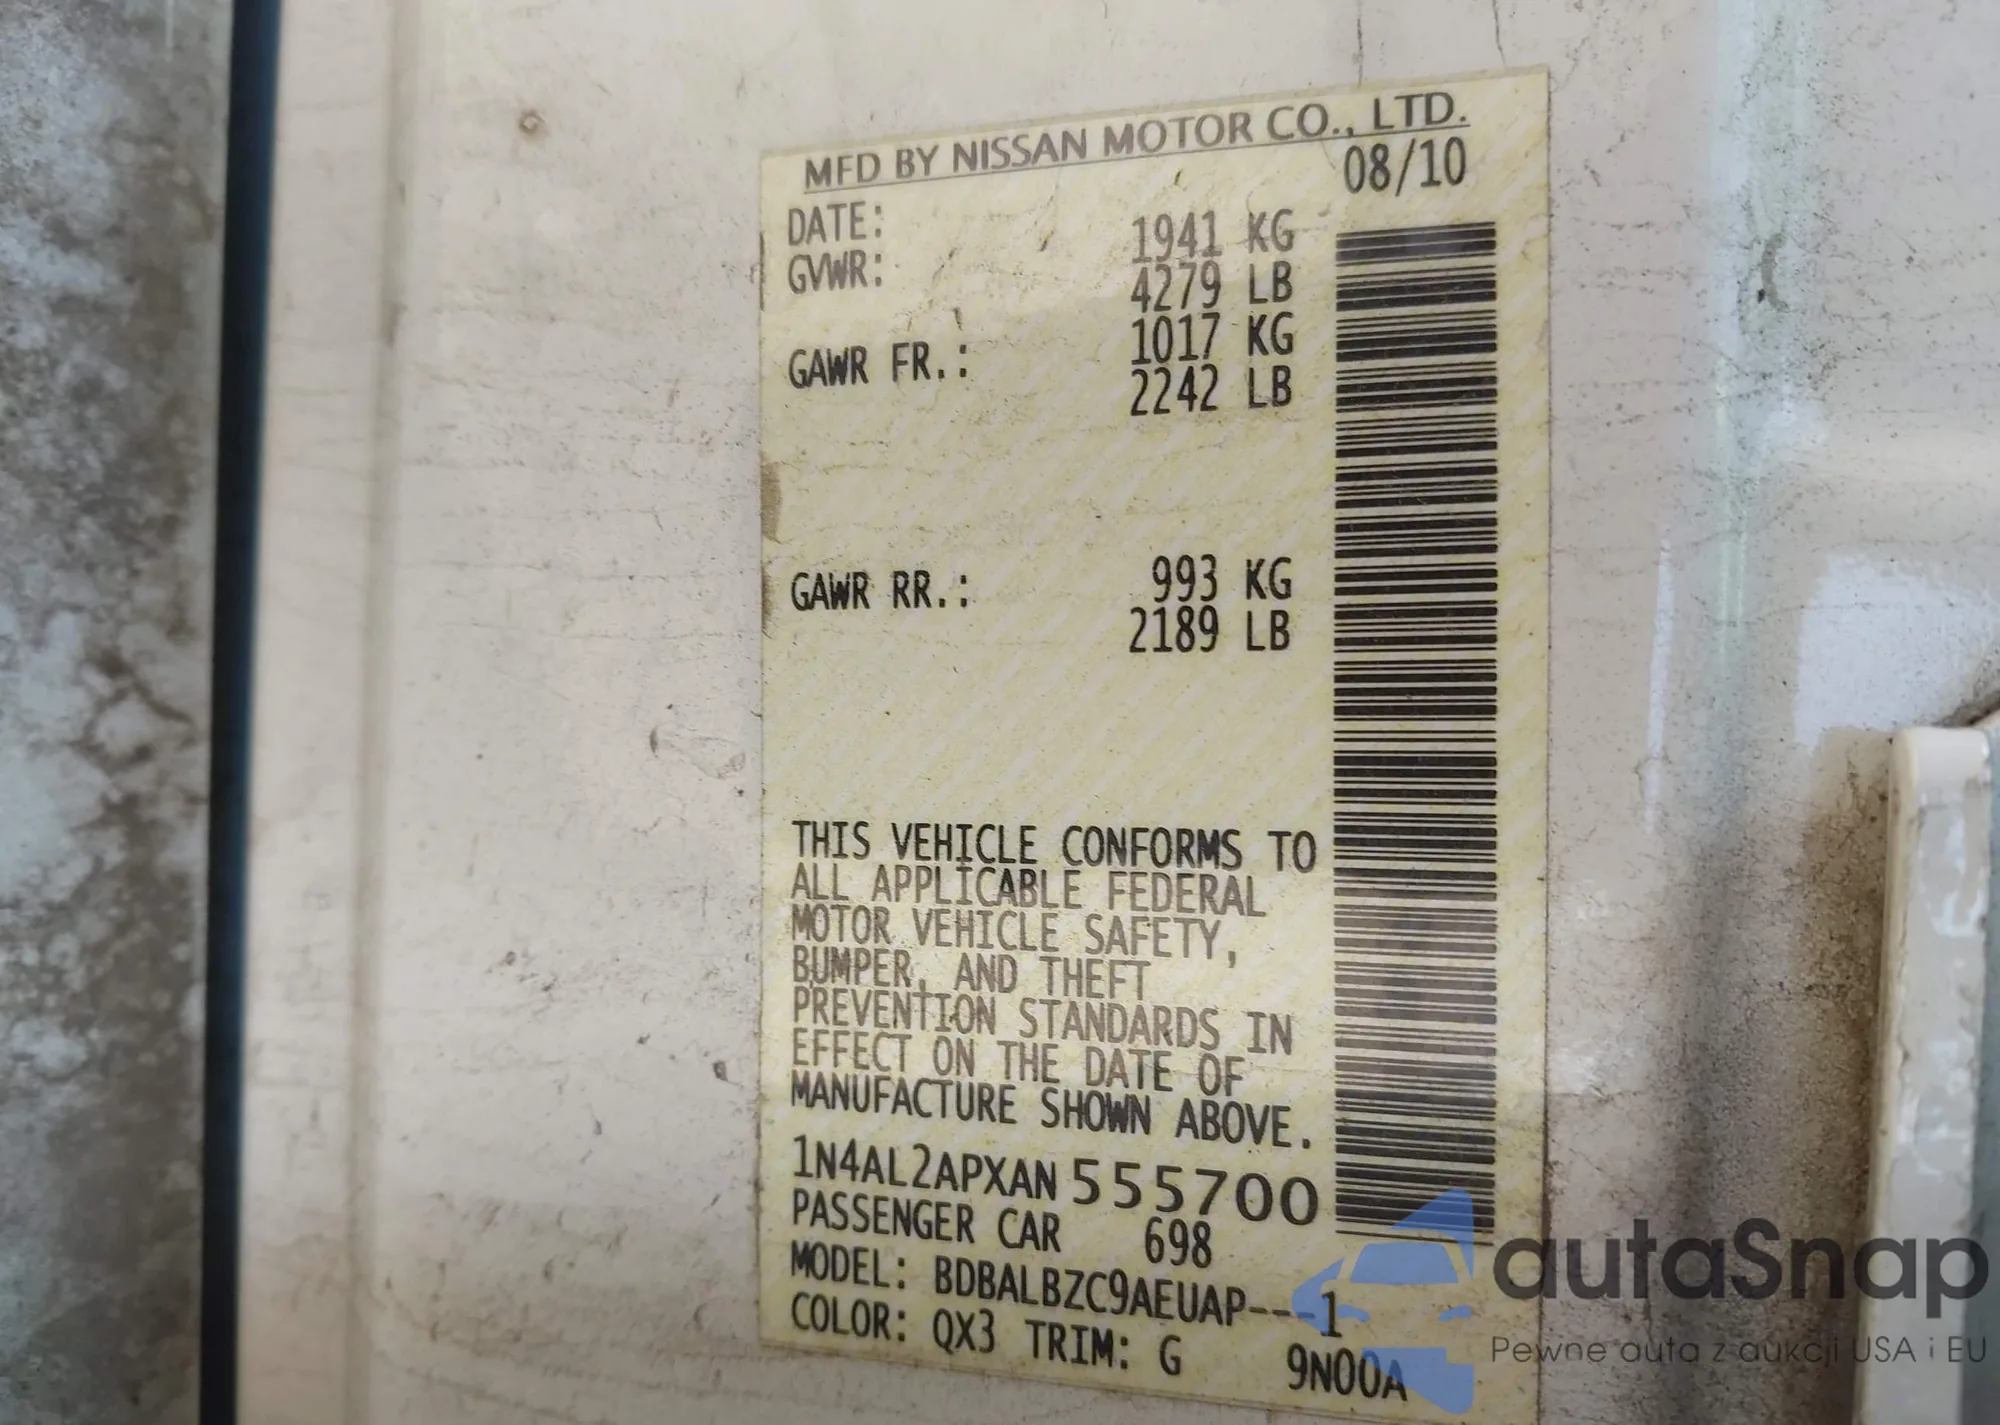 MFD BY NISSAN MOTOR CO., LTD.
DATE: 08/10
GVWR: 1941 KG
4279 LB
GAWR FR.: 1017 KG
2242 LB
GAWR RR.: 993 KG
2189 LB
THIS VEHICLE CONFORMS TO
ALL APPLICABLE FEDERAL
MOTOR VEHICLE SAFETY,
BUMPER, AND THEFT
PREVENTION STANDARDS IN
EFFECT ON THE DATE OF
MANUFACTURE SHOWN ABOVE.
1N4AL2APXAN555700
PASSENGER CAR 698
MODEL: BDBALBZC9AEUAP---1
COLOR: QX3 TRIM: G 9N00A
autaSnap
Pewne auta z aukcji USA i EU